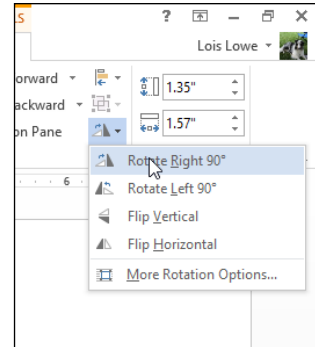 LS ?
Lois Lowe
orward 1.35"
ackward
on Pane 1.57"
Rotate Right 90°
6 Rotate Left 90°
Flip Vertical
Flip Horizontal
More Rotation Options...